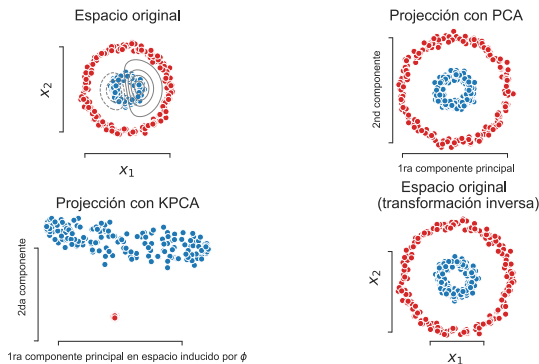 Espacio original
x₂
x₁
Projección con PCA
2nd componente
1ra componente principal
Projección con KPCA
2da componente
1ra componente principal en espacio inducido por ϕ
Espacio original
(transformación inversa)
x₂
x₁